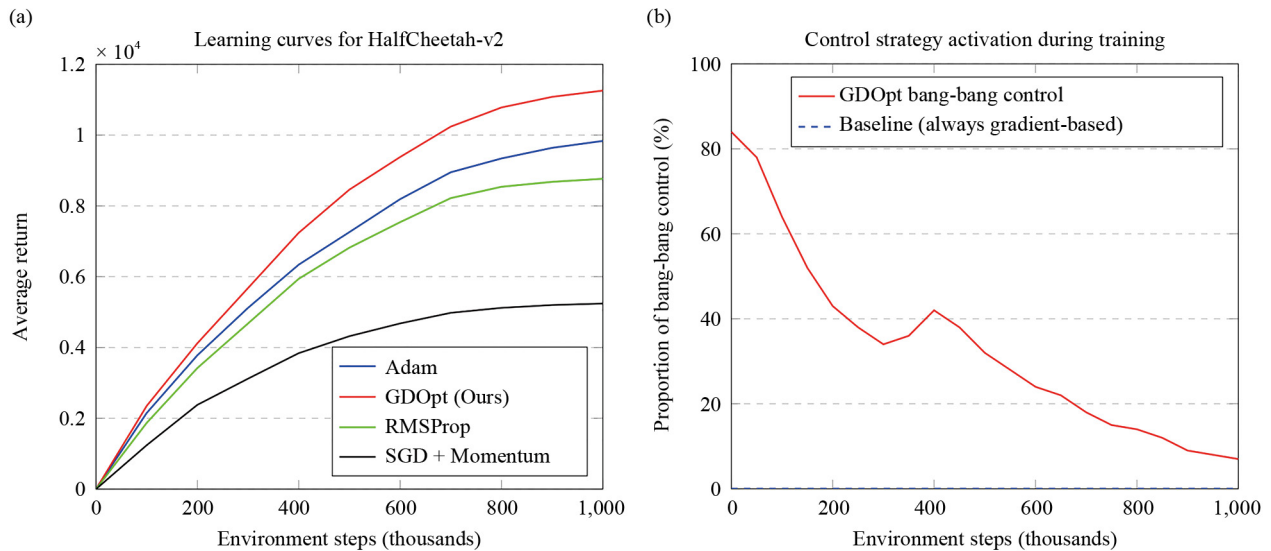 (a)
Learning curves for HalfCheetah-v2
× 10⁴
1.2
1
0.8
0.6
0.4
0.2
0
0
200
400
600
800
1,000
Average return
Environment steps (thousands)
Adam
GDOpt (Ours)
RMSProp
SGD + Momentum
(b)
Control strategy activation during training
100
80
60
40
20
0
0
200
400
600
800
1,000
Proportion of bang-bang control (%)
Environment steps (thousands)
GDOpt bang-bang control
Baseline (always gradient-based)